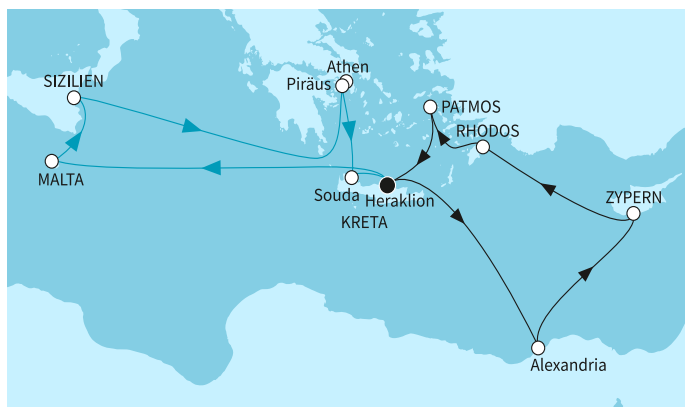 Athen
SIZILIEN
Piräus
PATMOS
RHODOS
MALTA
Souda
Heraklion
ZYPERN
KRETA
Alexandria